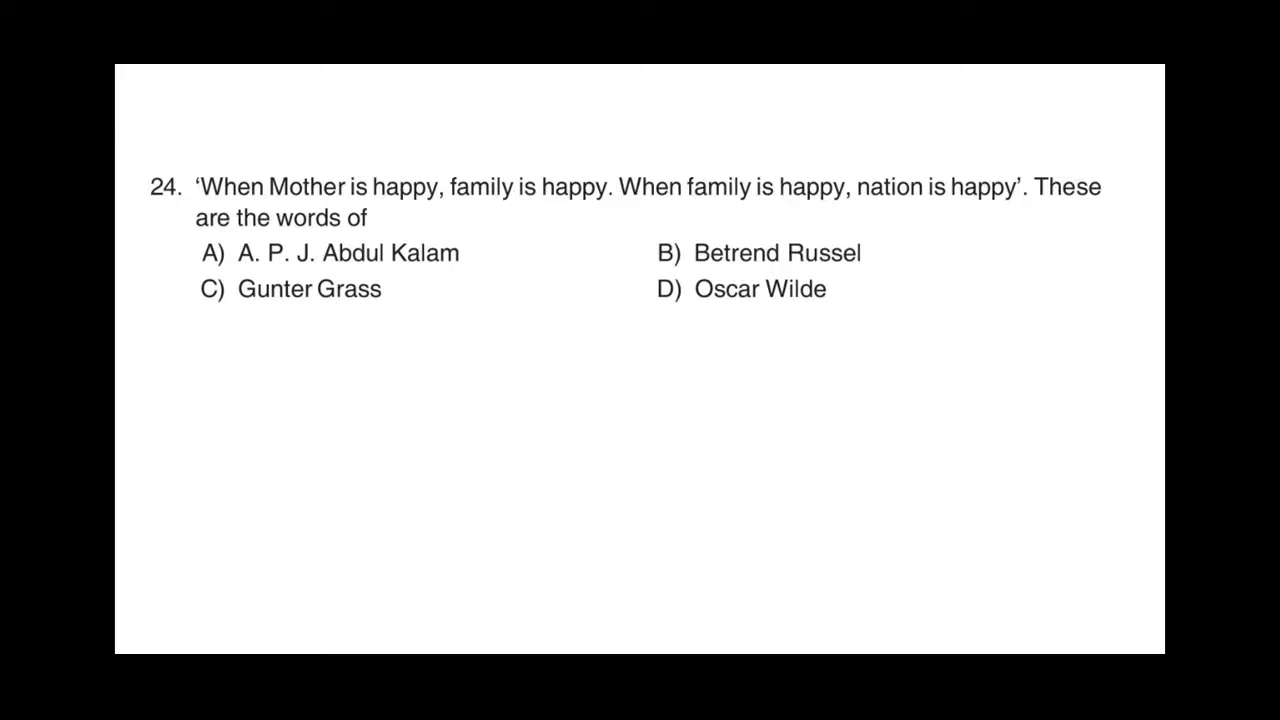 24. ‘When Mother is happy, family is happy. When family is happy, nation is happy’. These
are the words of
A) A. P. J. Abdul Kalam B) Betrend Russel
C) Gunter Grass D) Oscar Wilde